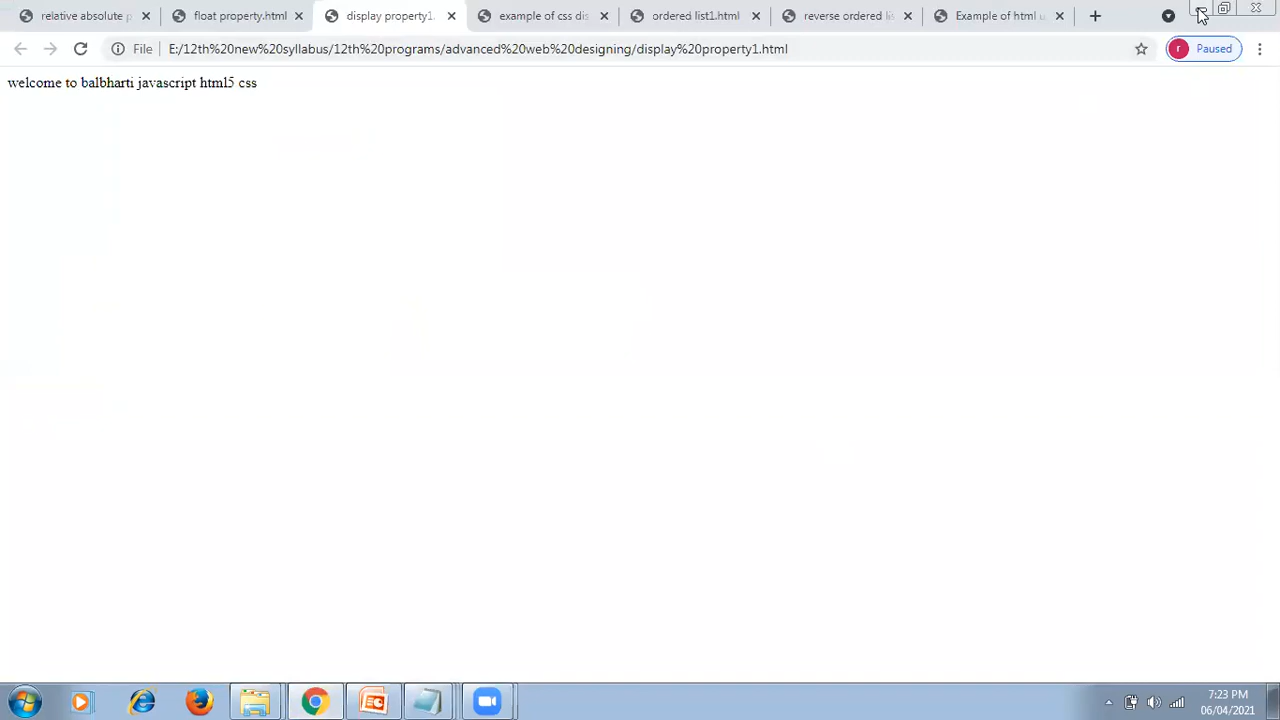 relative absolute p
float property.html
display property1.
example of css dis
ordered list1.html
reverse ordered lis
Example of html u
File
E:/12th%20new%20syllabus/12th%20programs/advanced%20web%20designing/display%20property1.html
r
Paused
welcome to balbharti javascript html5 css
7:23 PM
06/04/2021